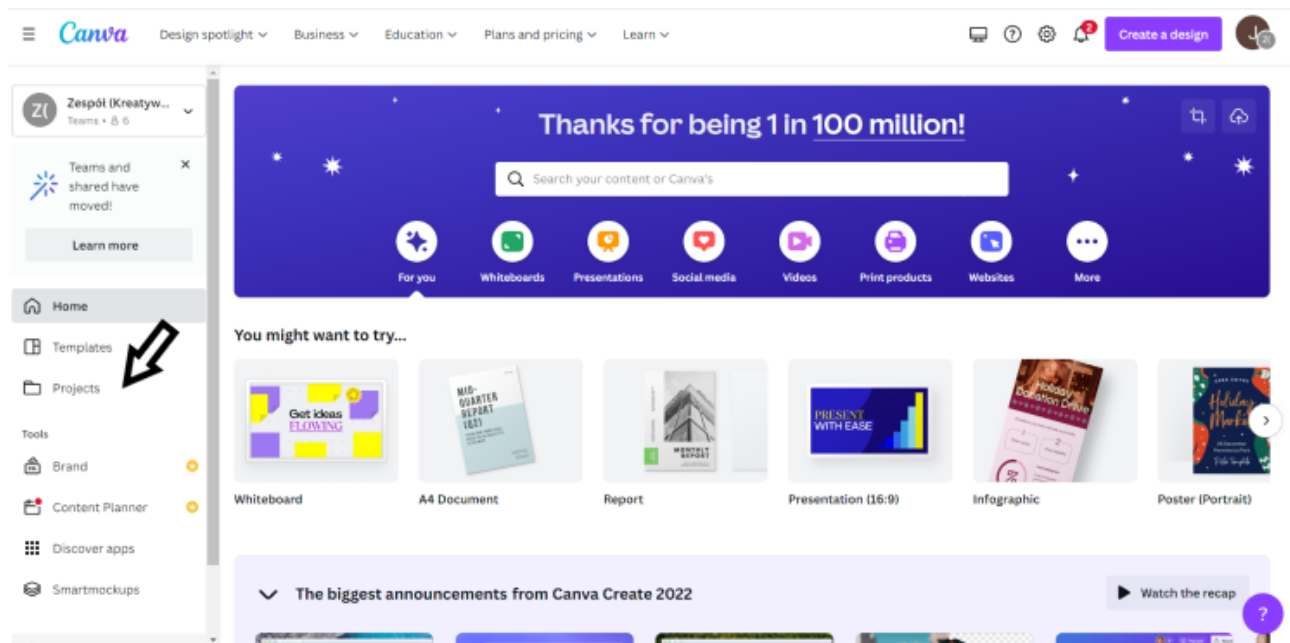 Canva
Design spotlight
Business
Education
Plans and pricing
Learn
2
Create a design
J
Z(
Z(
Zespół (Kreatyw...
Teams • 6
Teams and
shared have
moved!
Learn more
Home
Templates
Projects
Tools
Brand
Content Planner
Discover apps
Smartmockups
Thanks for being 1 in 100 million!
Search your content or Canva's
For you
Whiteboards
Presentations
Social media
Videos
Print products
Websites
More
You might want to try...
Get ideas
FLOWING
MID-
QUARTER
REPORT
MONTHLY
REPORT
PRESENT
WITH EASE
Holiday
Donation Drive
Holiday
Market
Whiteboard
A4 Document
Report
Presentation (16:9)
Infographic
Poster (Portrait)
The biggest announcements from Canva Create 2022
Watch the recap
?